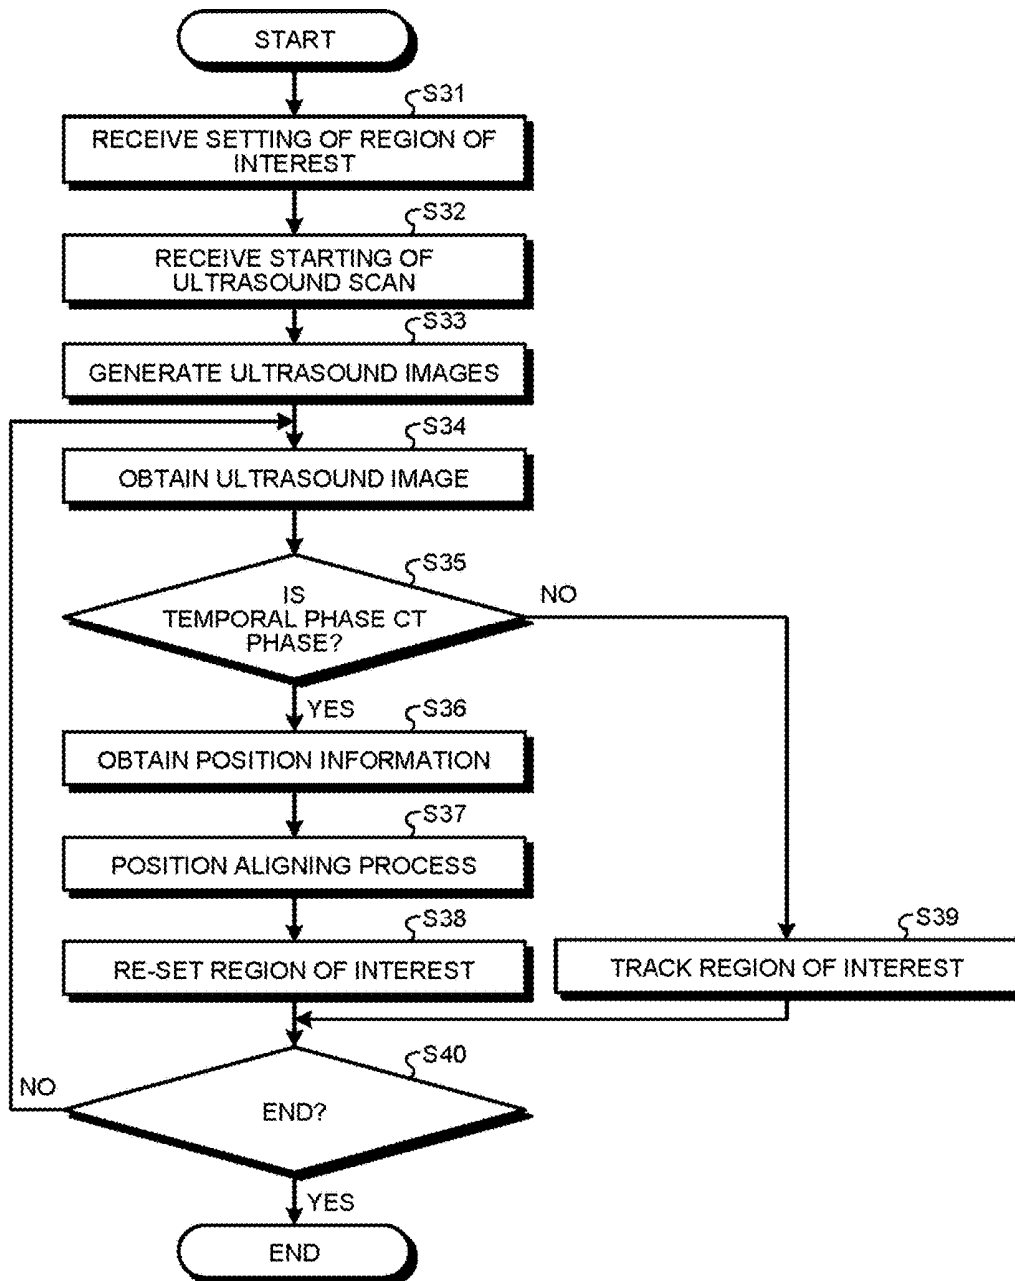 START
S31
RECEIVE SETTING OF REGION OF
INTEREST
S32
RECEIVE STARTING OF
ULTRASOUND SCAN
S33
GENERATE ULTRASOUND IMAGES
S34
OBTAIN ULTRASOUND IMAGE
S35
IS
TEMPORAL PHASE CT
PHASE?
NO
YES
S36
OBTAIN POSITION INFORMATION
S37
POSITION ALIGNING PROCESS
S38
RE-SET REGION OF INTEREST
S39
TRACK REGION OF INTEREST
S40
END?
NO
YES
END